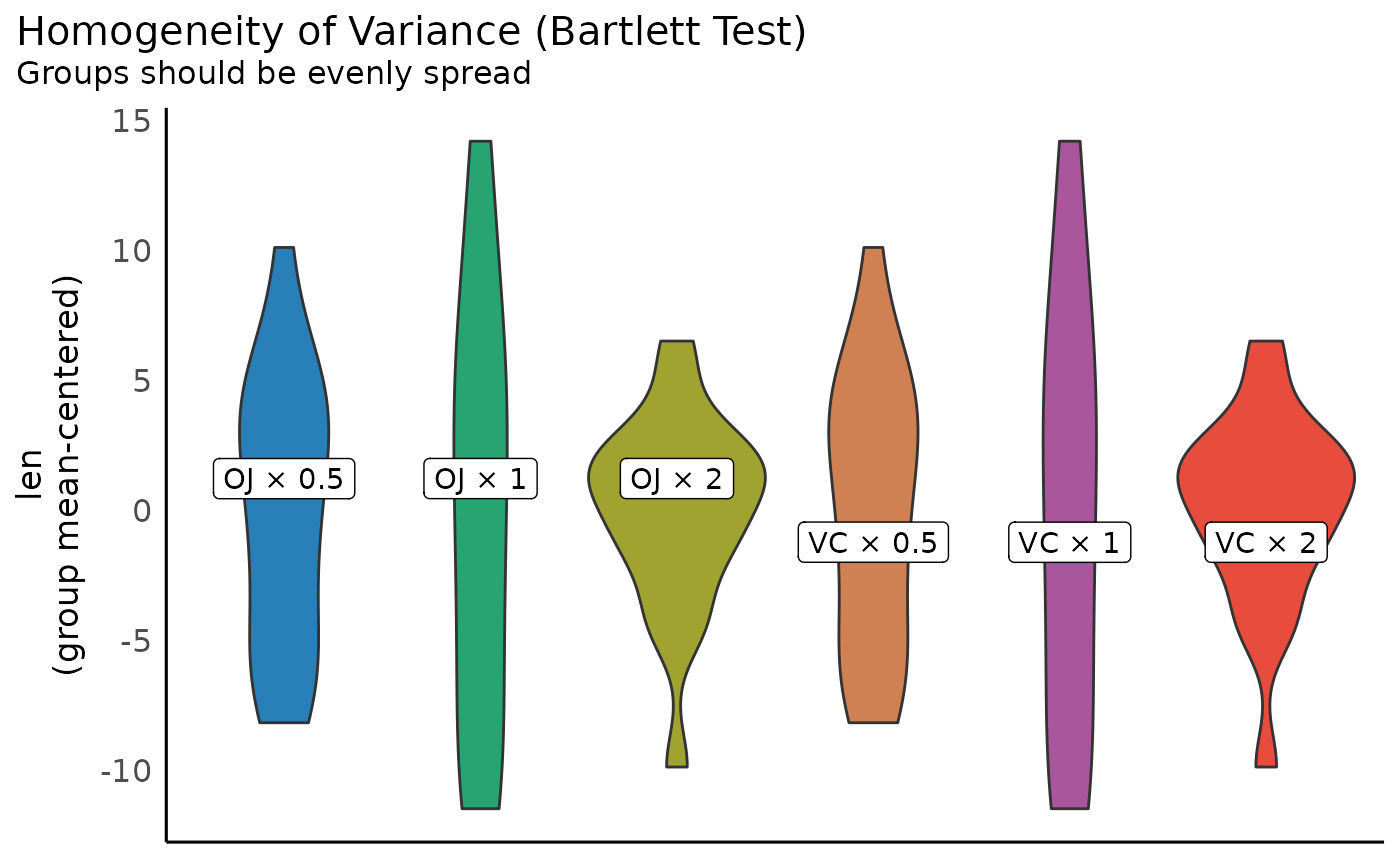 Homogeneity of Variance (Bartlett Test)
Groups should be evenly spread
15
10
5
0
-5
-10
len
(group mean-centered)
OJ × 0.5
OJ × 1
OJ × 2
VC × 0.5
VC × 1
VC × 2